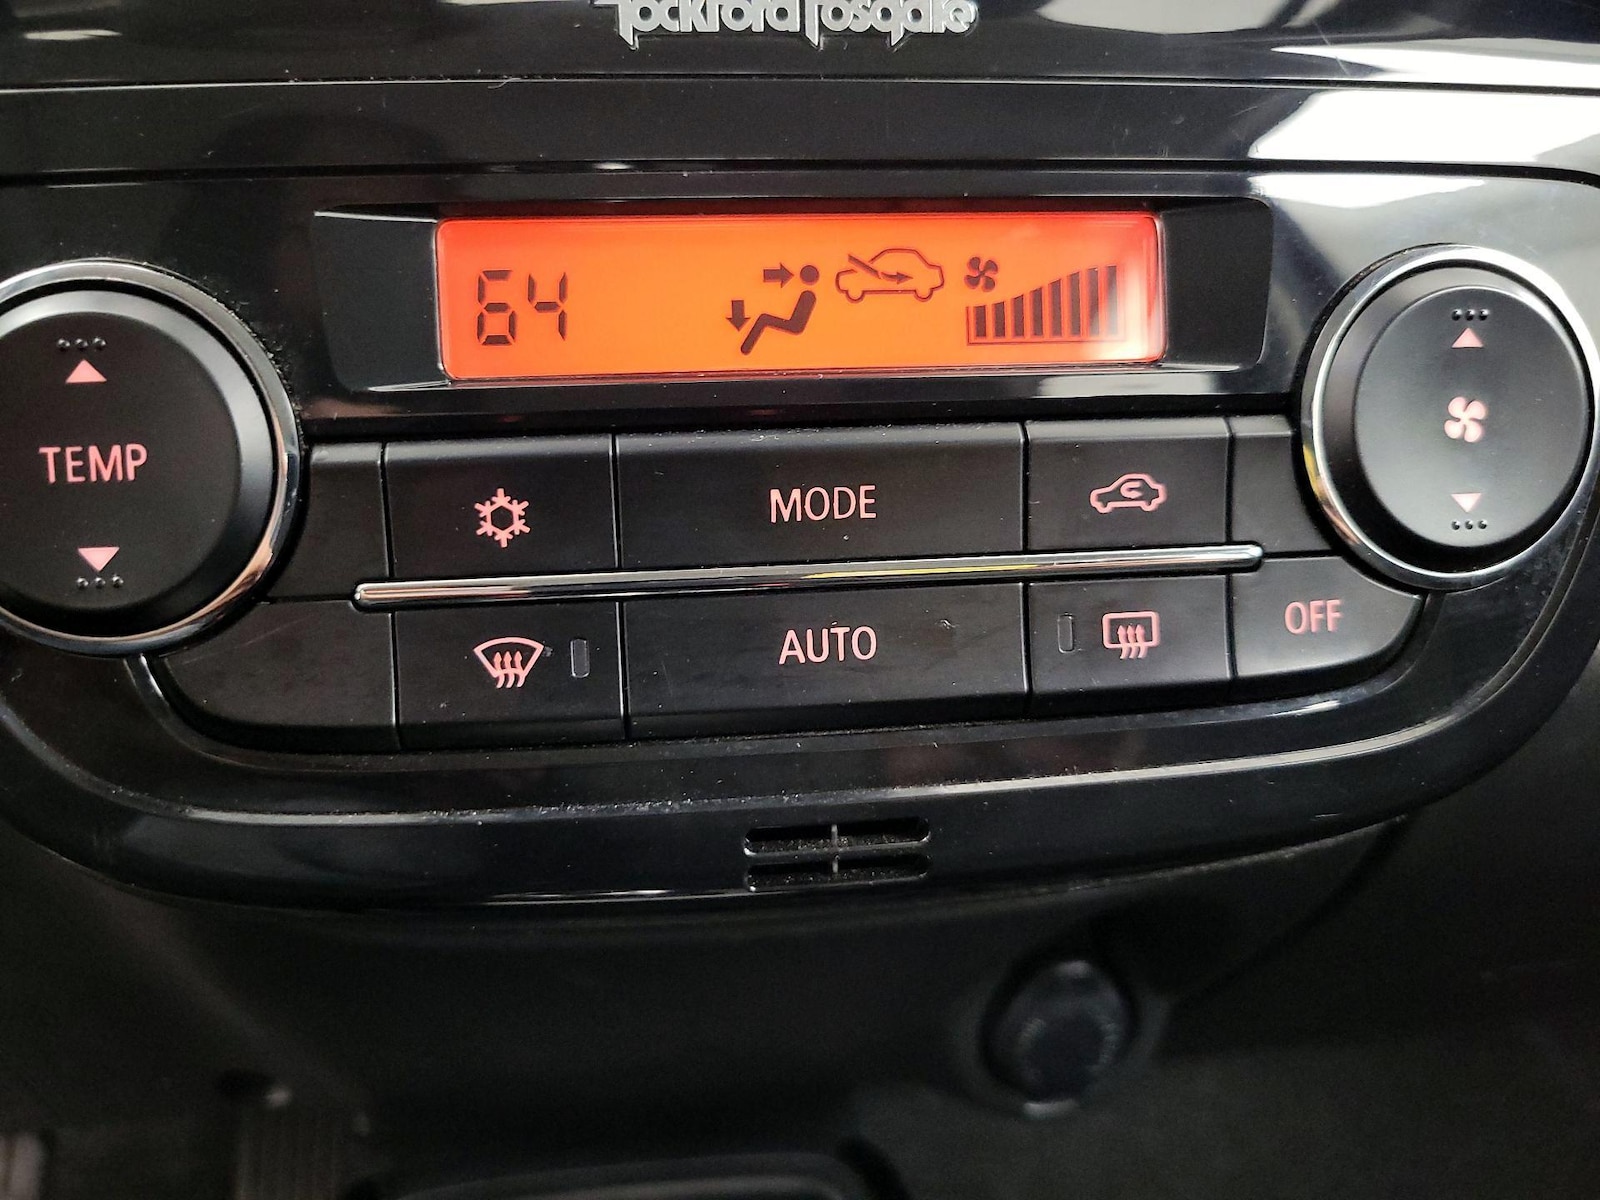 Rockford Fosgate
64
TEMP
MODE
AUTO
OFF